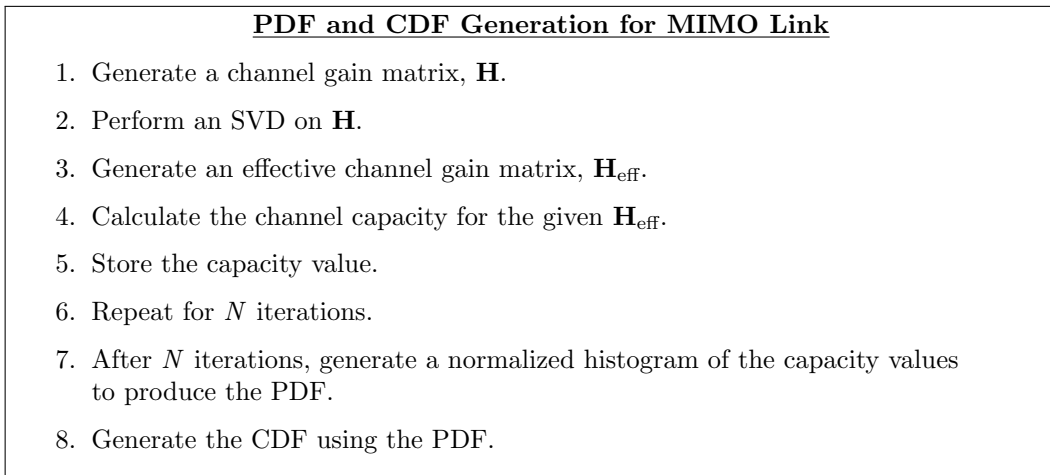 PDF and CDF Generation for MIMO Link
1. Generate a channel gain matrix, H.
2. Perform an SVD on H.
3. Generate an effective channel gain matrix, H_eff.
4. Calculate the channel capacity for the given H_eff.
5. Store the capacity value.
6. Repeat for N iterations.
7. After N iterations, generate a normalized histogram of the capacity values
to produce the PDF.
8. Generate the CDF using the PDF.